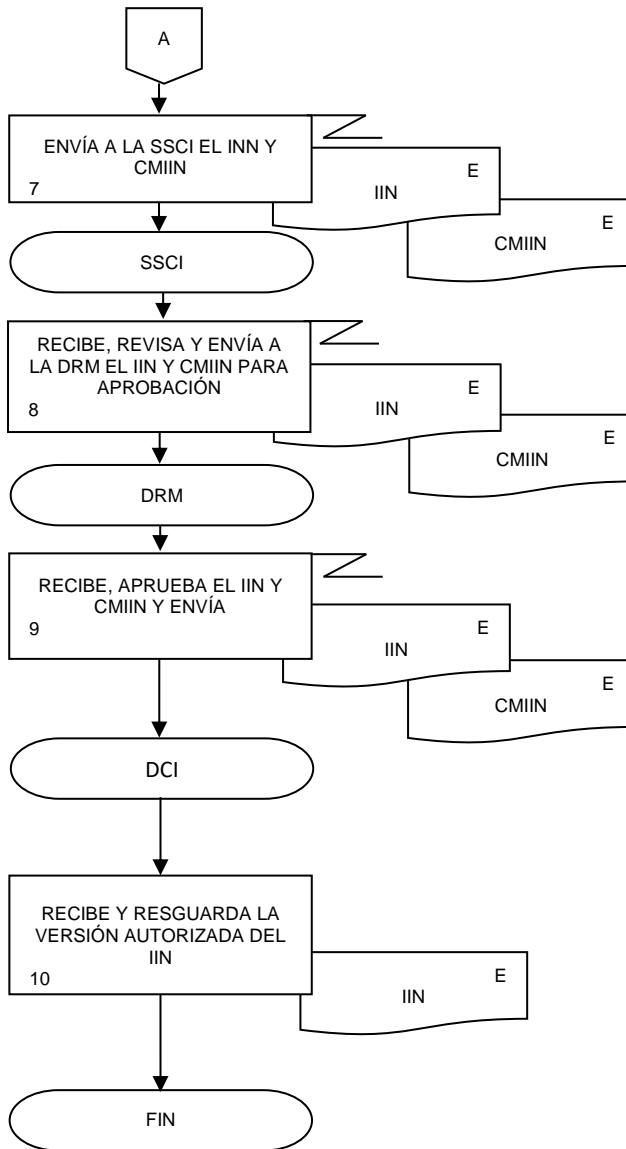 A
ENVÍA A LA SSCI EL INN Y
CMIIN
7
IIN
E
CMIIN
E
SSCI
RECIBE, REVISA Y ENVÍA A
LA DRM EL IIN Y CMIIN PARA
APROBACIÓN
8
IIN
E
CMIIN
E
DRM
RECIBE, APRUEBA EL IIN Y
CMIIN Y ENVÍA
9
IIN
E
CMIIN
E
DCI
RECIBE Y RESGUARDA LA
VERSIÓN AUTORIZADA DEL
IIN
10
IIN
E
FIN